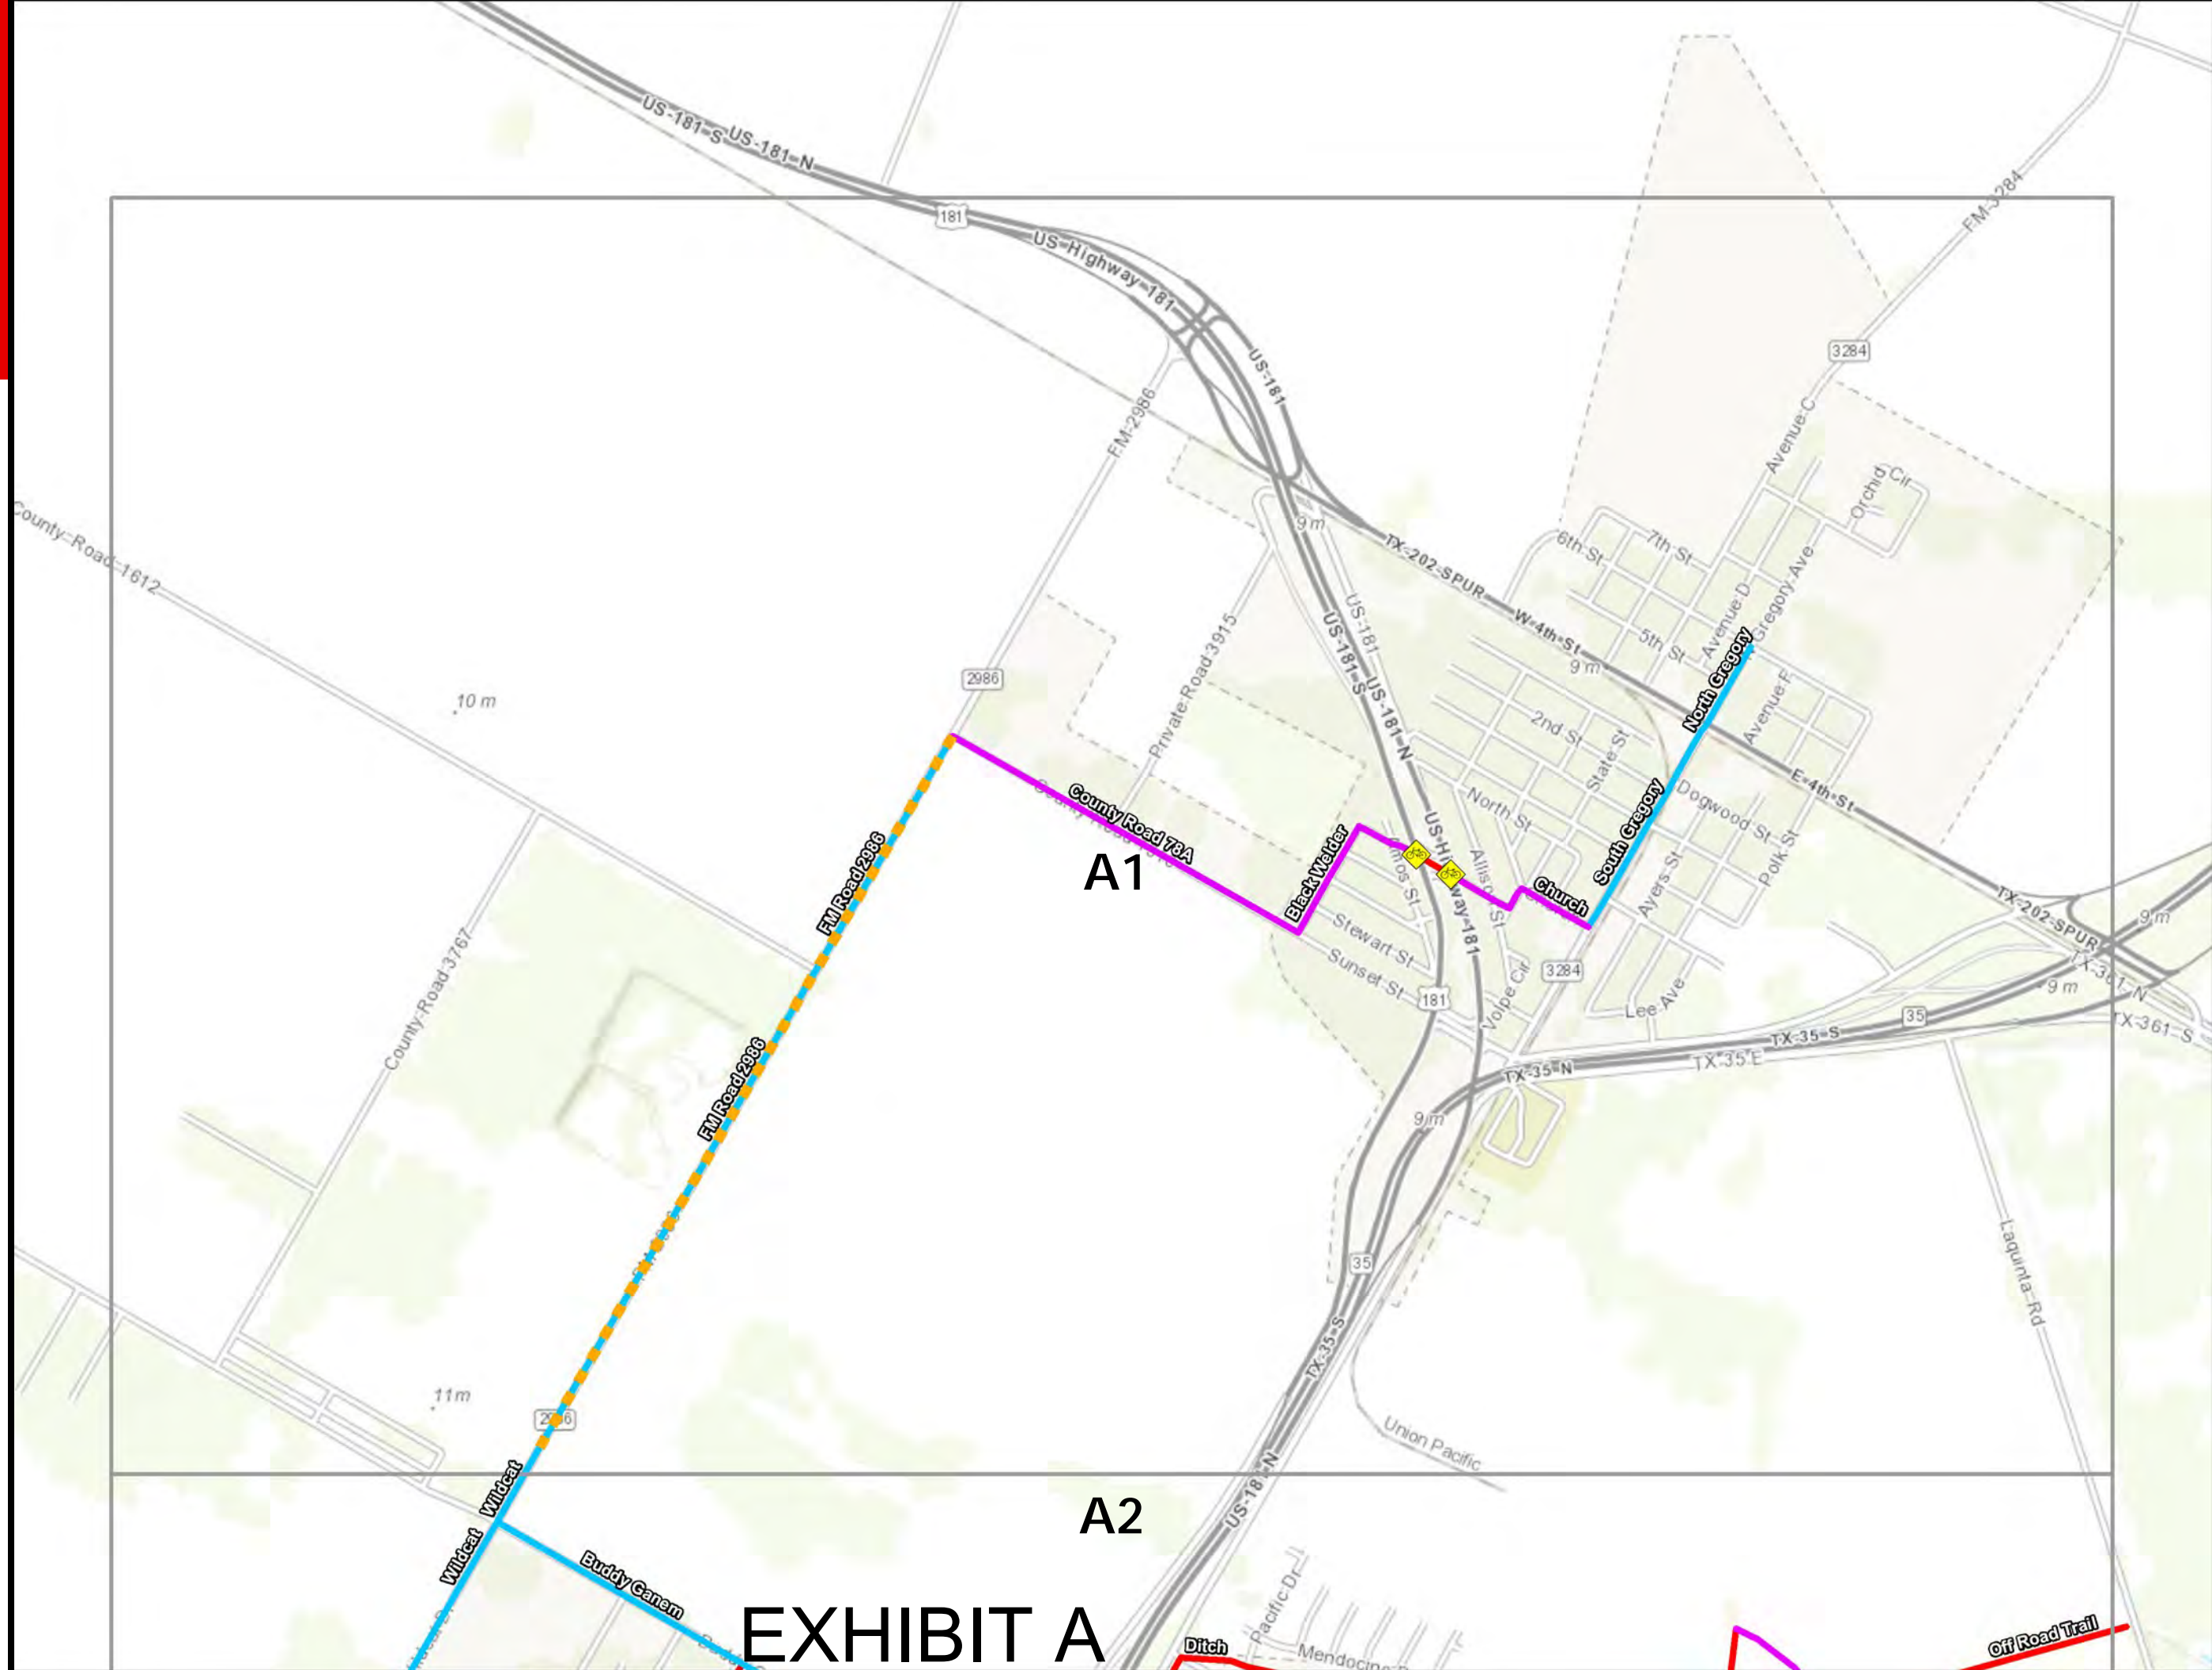 US-181 S
US-181 N
FM-3284
181
US Highway 181
US-181
3284
FM-2986
Avenue C
Orchid Cir
9 m
County-Road-1612
TX-202-SPUR
6th St
7th St
W-4th-St
5th St
Avenue D
Gregory Ave
North Gregory
9 m
Private-Road-3915
US-181
US-181-S
US-181-N
2986
10 m
2nd St
State St
Avenue F
E-4th-St
County Road 78A
North St
South Gregory
Dogwood St
Polk St
FM Road 2986
A1
Black Welder
Allison St
Church
Ayers St
TX-202-SPUR
9 m
Stewart St
Sunset St
181
Volpe Cir
3284
Lee Ave
TX-361-N
9 m
35
TX-35-S
TX-361-S
County-Road-3767
FM Road 2986
TX-35-N
TX-35 E
9 m
35
Laquinta-Rd
TX-35-S
11 m
Union Pacific
Wildcat
US-181-N
A2
Wildcat
Buddy Ganem
Pacific Dr
EXHIBIT A
Ditch
Off Road Trail